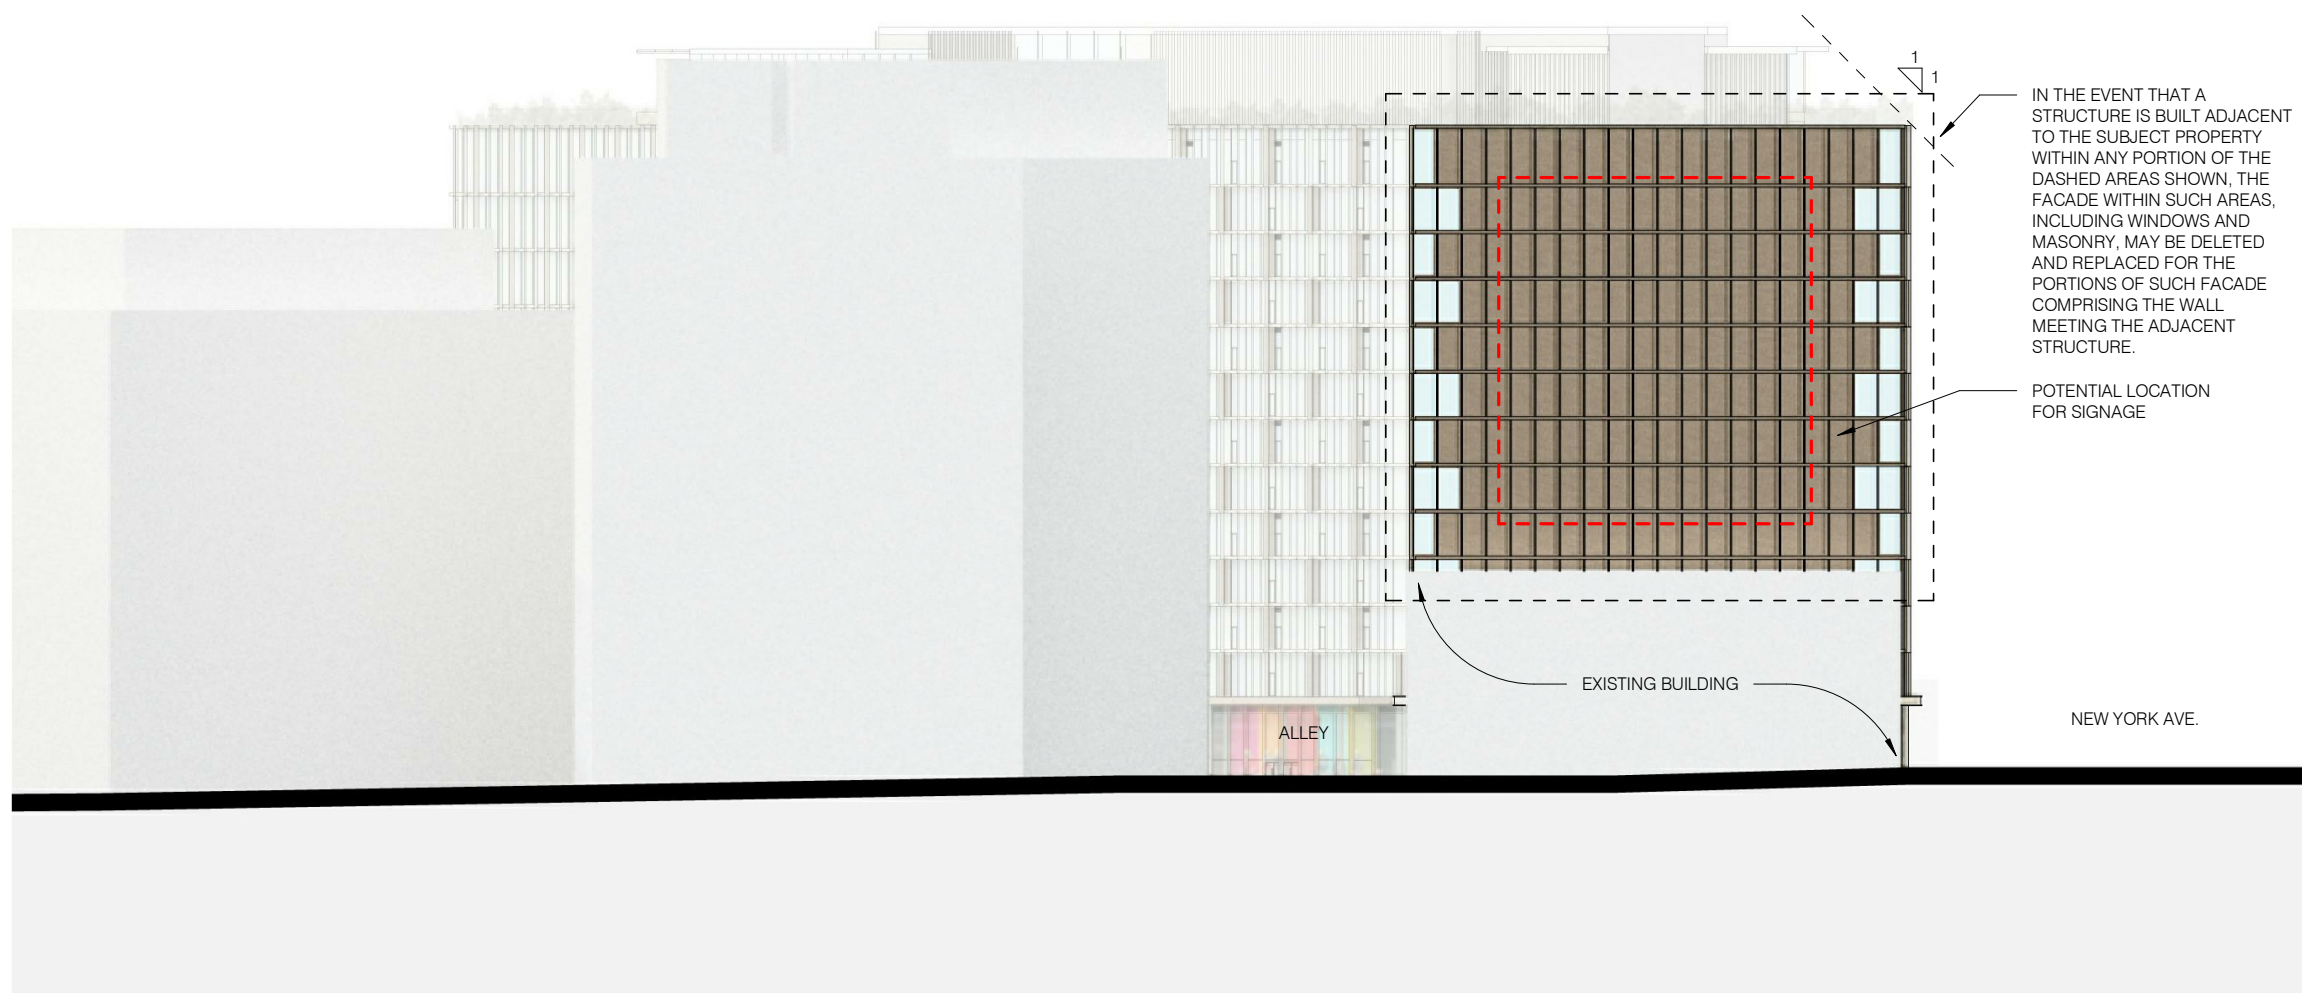 1
1
IN THE EVENT THAT A
STRUCTURE IS BUILT ADJACENT
TO THE SUBJECT PROPERTY
WITHIN ANY PORTION OF THE
DASHED AREAS SHOWN, THE
FACADE WITHIN SUCH AREAS,
INCLUDING WINDOWS AND
MASONRY, MAY BE DELETED
AND REPLACED FOR THE
PORTIONS OF SUCH FACADE
COMPRISING THE WALL
MEETING THE ADJACENT
STRUCTURE.
POTENTIAL LOCATION
FOR SIGNAGE
EXISTING BUILDING
NEW YORK AVE.
ALLEY